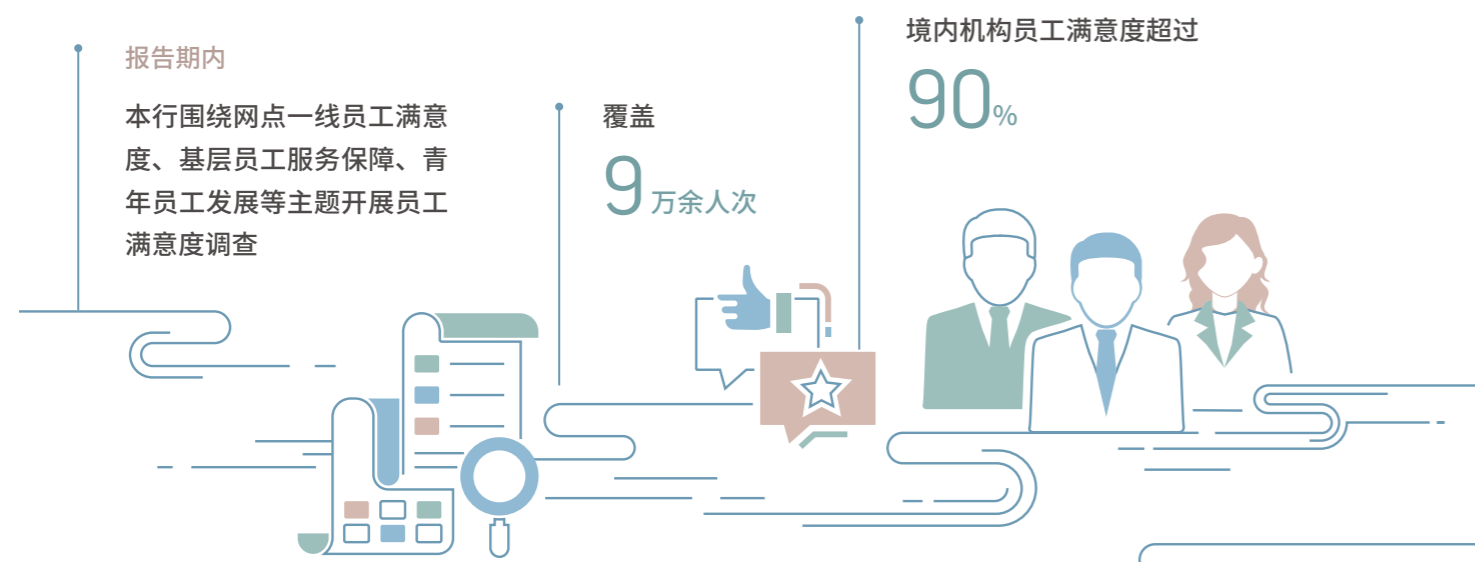 报告期内
本行围绕网点一线员工满意
度、基层员工服务保障、青
年员工发展等主题开展员工
满意度调查
覆盖
9万余人次
境内机构员工满意度超过
90%